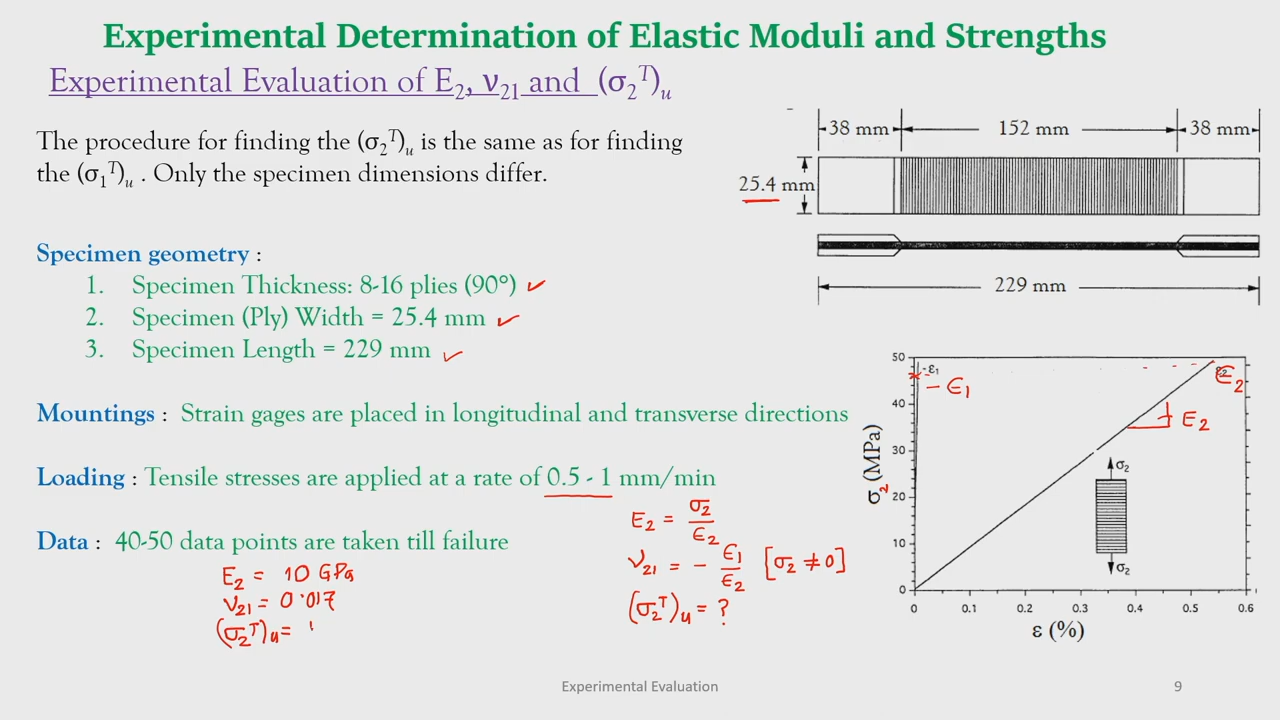 Experimental Determination of Elastic Moduli and Strengths
Experimental Evaluation of E₂, ν₂₁ and (σ₂ᵀ)ᵤ
The procedure for finding the (σ₂ᵀ)ᵤ is the same as for finding
the (σ₁ᵀ)ᵤ . Only the specimen dimensions differ.
38 mm 152 mm 38 mm
25.4 mm
229 mm
Specimen geometry :
1. Specimen Thickness: 8-16 plies (90°)
2. Specimen (Ply) Width = 25.4 mm
3. Specimen Length = 229 mm
Mountings : Strain gages are placed in longitudinal and transverse directions
Loading : Tensile stresses are applied at a rate of 0.5 - 1 mm/min
Data : 40-50 data points are taken till failure
E₂ = 10 GPa
ν₂₁ = 0.017
(σ₂ᵀ)ᵤ =
E₂ = σ₂/ϵ₂
ν₂₁ = - ϵ₁/ϵ₂ [σ₂ ≠ 0]
(σ₂ᵀ)ᵤ = ?
50
40
30
20
10
0
σ₂ (MPa)
-ε₁
- ϵ₁
ϵ₂
E₂
σ₂
σ₂
0 0.1 0.2 0.3 0.4 0.5 0.6
ε (%)
Experimental Evaluation
9